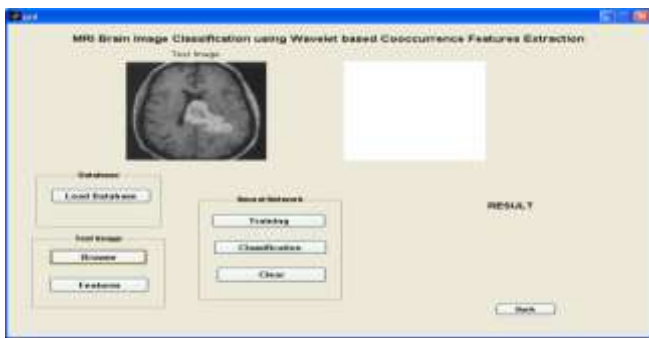 MRI Brain Image Classification using Wavelet based Cooccurrence Features Extraction
Test Image
Database
Load Database
Test Image
Browse
Features
Neural Network
Training
Classification
Clear
RESULT
Back